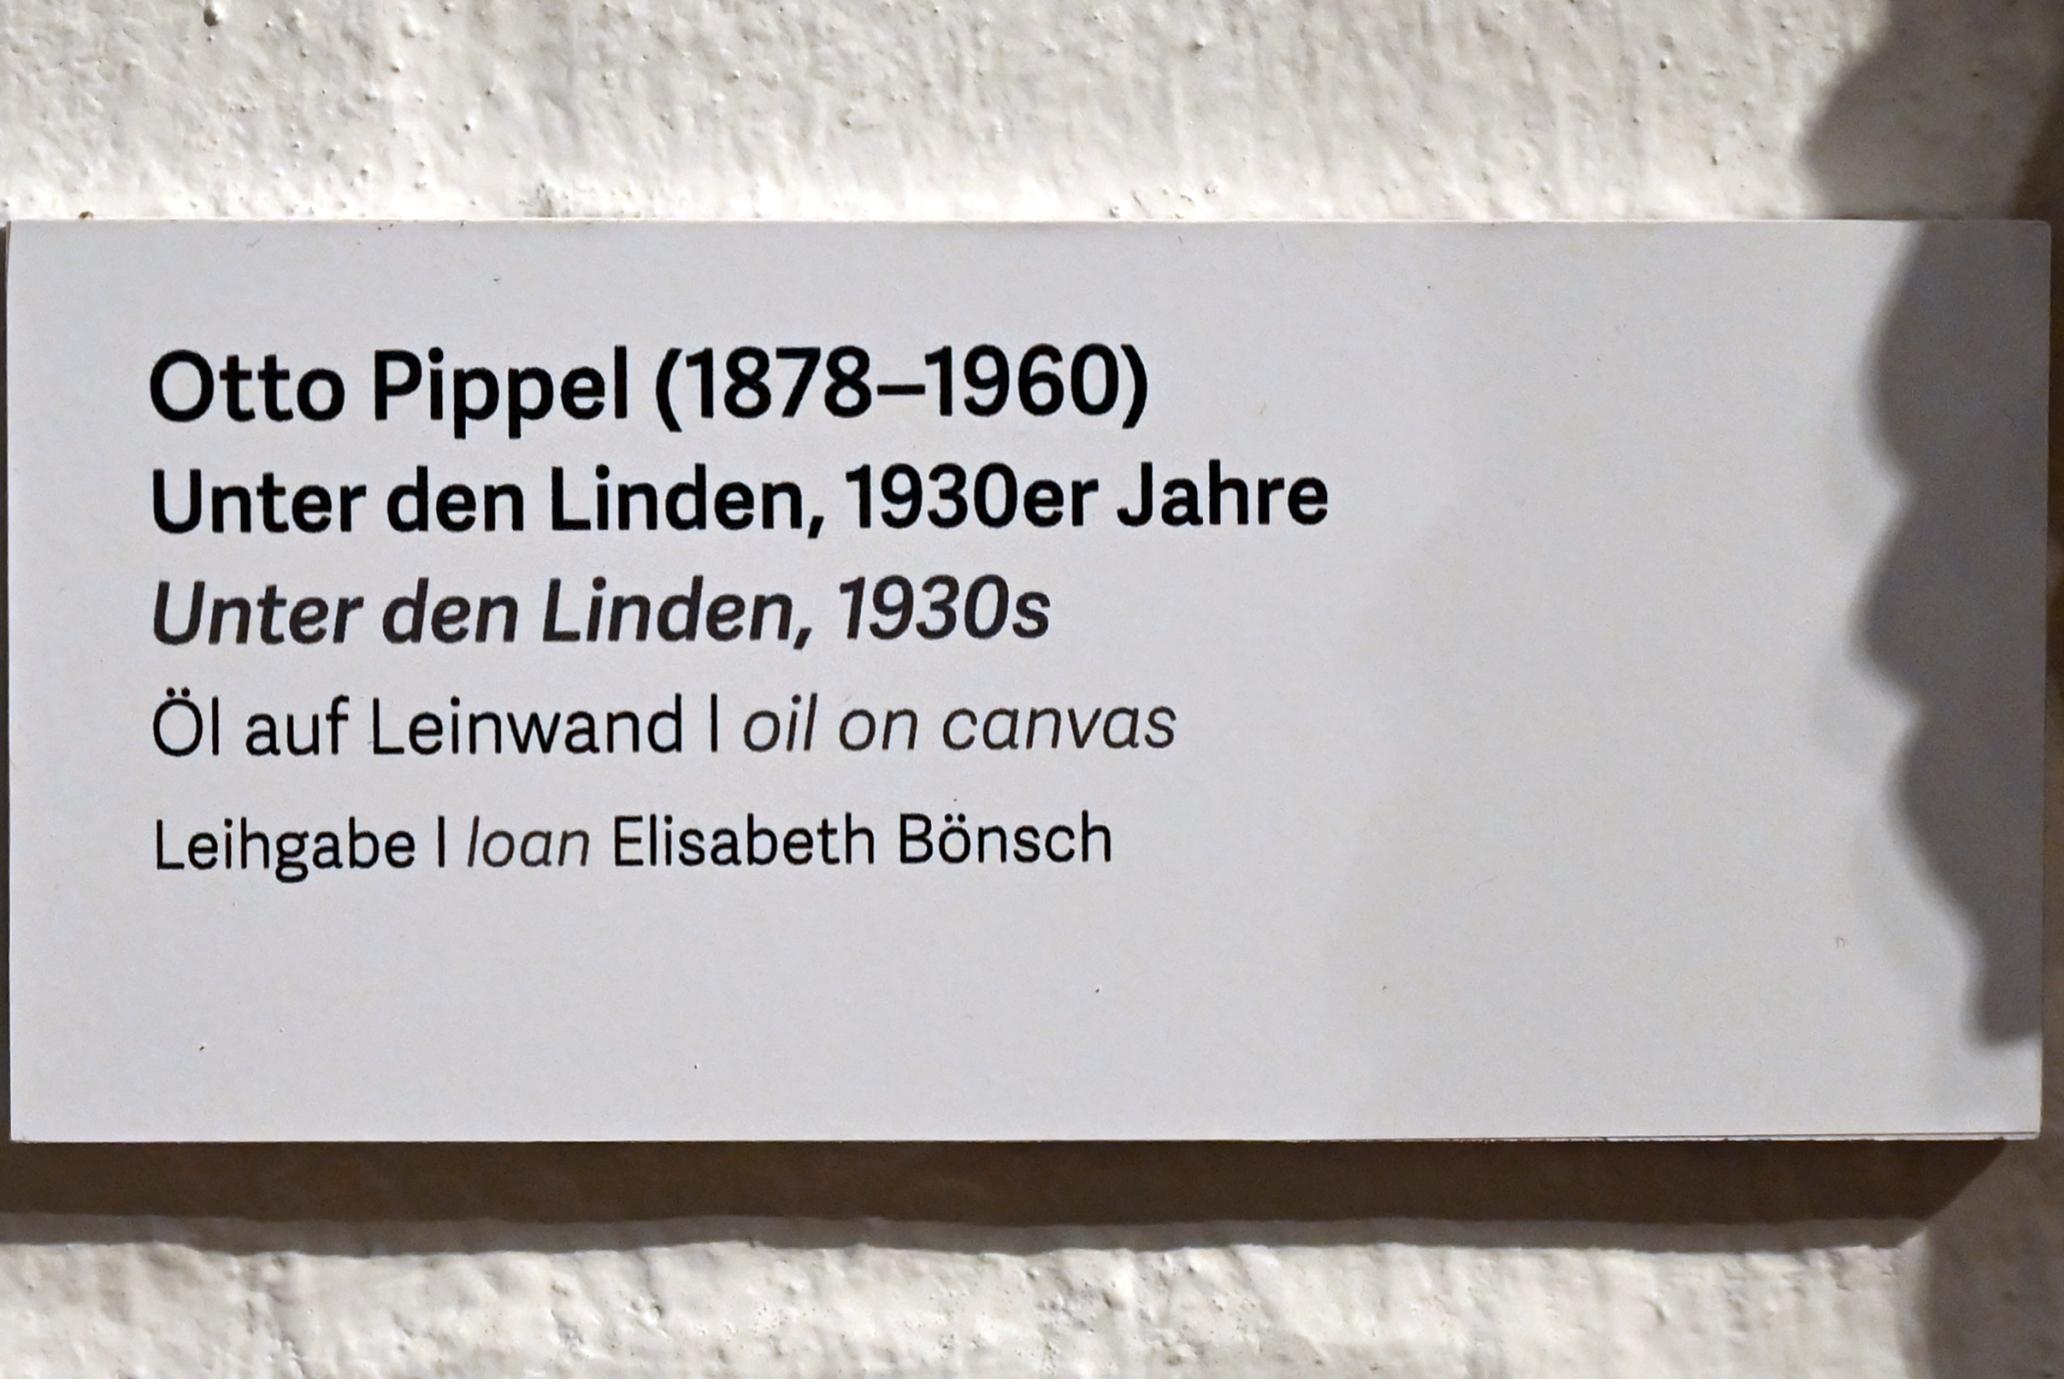 Otto Pippel (1878–1960)
Unter den Linden, 1930er Jahre
Unter den Linden, 1930s
Öl auf Leinwand | oil on canvas
Leihgabe | loan Elisabeth Bönsch